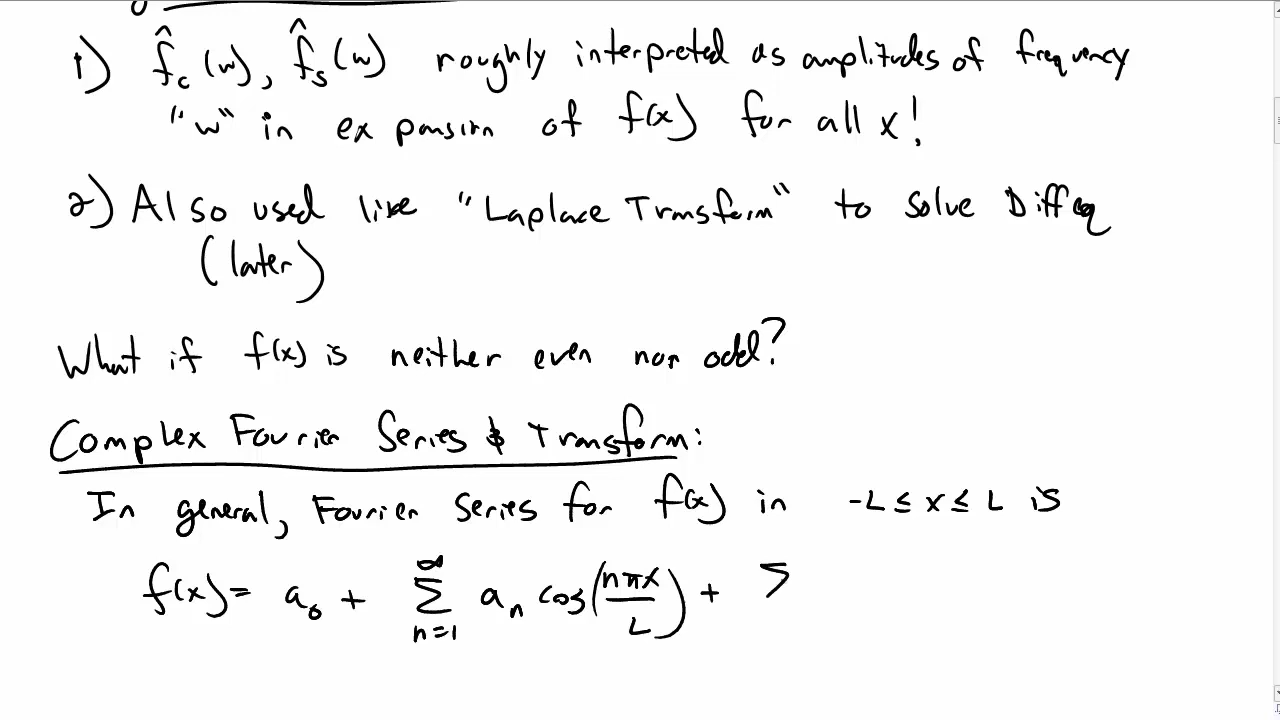 1) f̂c(w), f̂s(w) roughly interpreted as amplitudes of frequency
"w" in expansion of f(x) for all x!
2) Also used like "Laplace Transform" to solve Diffeq
(later)
What if f(x) is neither even nor odd?
Complex Fourier Series & Transform:
In general, Fourier Series for f(x) in -L ≤ x ≤ L is
f(x) = a₀ + ∑_{n=1}^{∞} aₙ cos(nπx/L) +